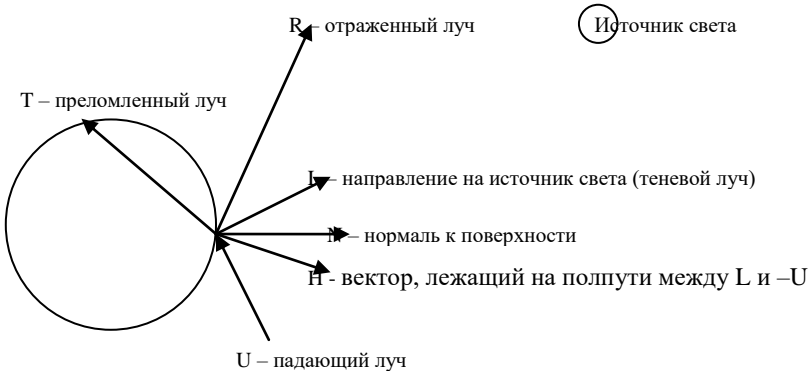 R – отраженный луч
Источник света
T – преломленный луч
L – направление на источник света (теневой луч)
N – нормаль к поверхности
H - вектор, лежащий на полпути между L и –U
U – падающий луч